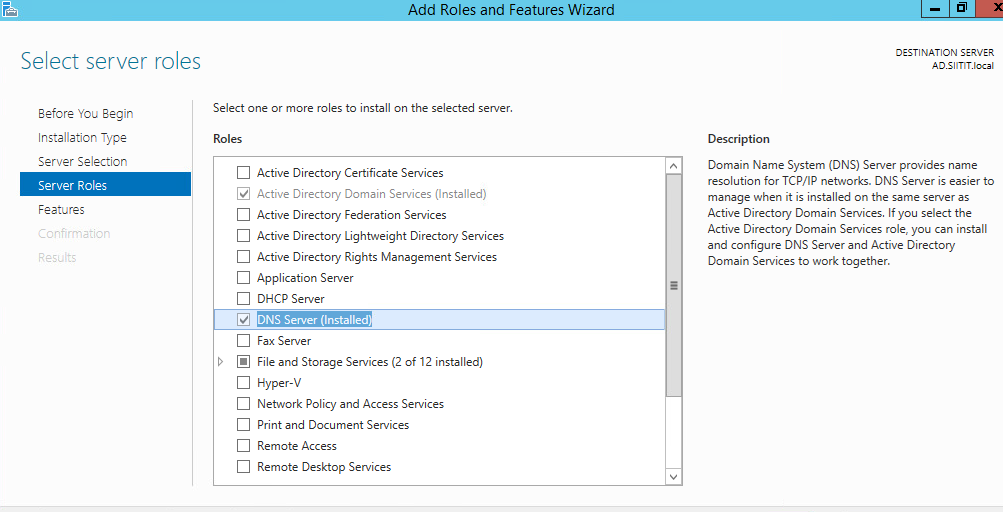 Add Roles and Features Wizard
Select server roles
DESTINATION SERVER
AD.SIITIT.local
Before You Begin
Installation Type
Server Selection
Server Roles
Features
Confirmation
Results
Select one or more roles to install on the selected server.
Roles
Active Directory Certificate Services
Active Directory Domain Services (Installed)
Active Directory Federation Services
Active Directory Lightweight Directory Services
Active Directory Rights Management Services
Application Server
DHCP Server
DNS Server (Installed)
Fax Server
File and Storage Services (2 of 12 installed)
Hyper-V
Network Policy and Access Services
Print and Document Services
Remote Access
Remote Desktop Services
Description
Domain Name System (DNS) Server provides name
resolution for TCP/IP networks. DNS Server is easier to
manage when it is installed on the same server as
Active Directory Domain Services. If you select the
Active Directory Domain Services role, you can install
and configure DNS Server and Active Directory
Domain Services to work together.